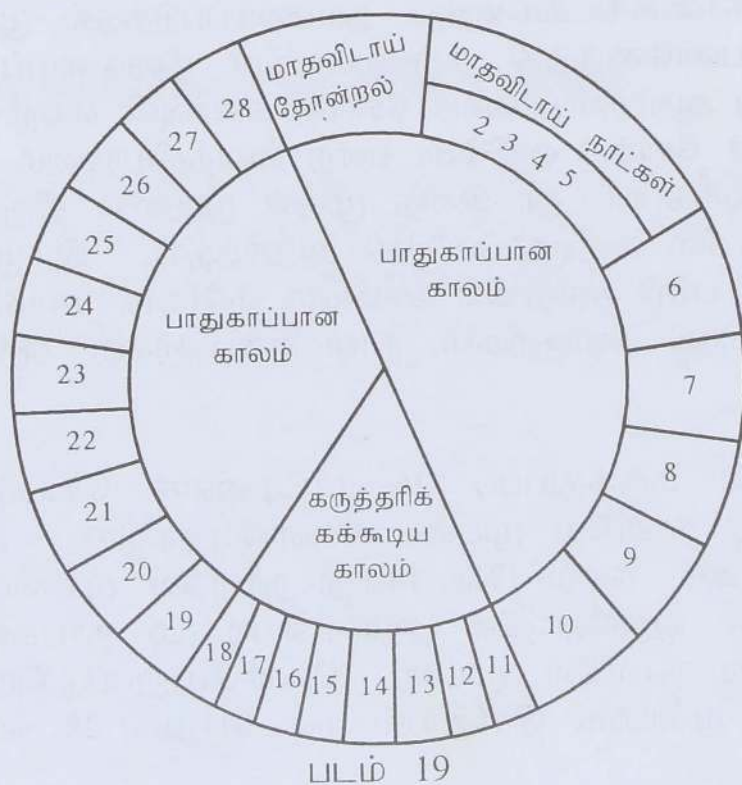 மாதவிடாய்
தோன்றல்
மாதவிடாய் நாட்கள்
2 3 4 5
6
7
8
9
10
11
12
13
14
15
16
17
18
19
20
21
22
23
24
25
26
27
28
பாதுகாப்பான
காலம்
பாதுகாப்பான
காலம்
கருத்தரிக்
கக்கூடிய
காலம்
படம் 19